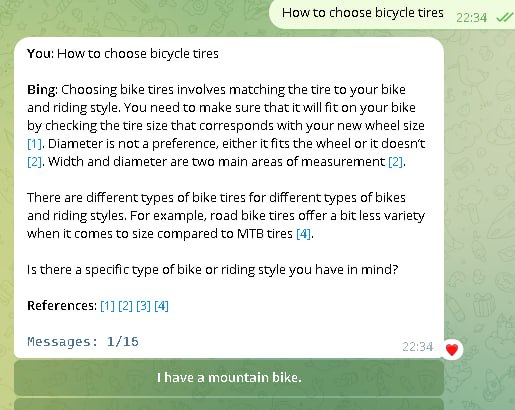 How to choose bicycle tires 22:34
You: How to choose bicycle tires
Bing: Choosing bike tires involves matching the tire to your bike
and riding style. You need to make sure that it will fit on your bike
by checking the tire size that corresponds with your new wheel size
[1]. Diameter is not a preference, either it fits the wheel or it doesn't
[2]. Width and diameter are two main areas of measurement [2].
There are different types of bike tires for different types of bikes
and riding styles. For example, road bike tires offer a bit less variety
when it comes to size compared to MTB tires [4].
Is there a specific type of bike or riding style you have in mind?
References: [1] [2] [3] [4]
Messages: 1/15
22:34
I have a mountain bike.